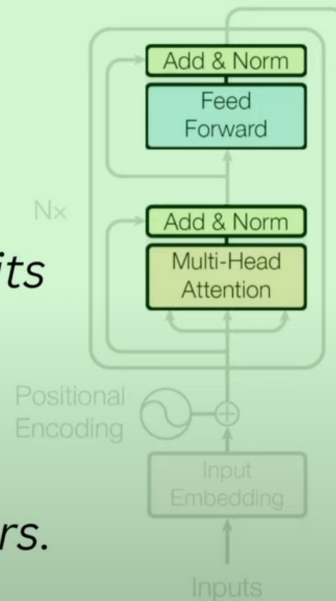 Add & Norm
Feed
Forward
Nx
Add & Norm
its
Multi-Head
Attention
Positional
Encoding
Input
Embedding
rs.
Inputs